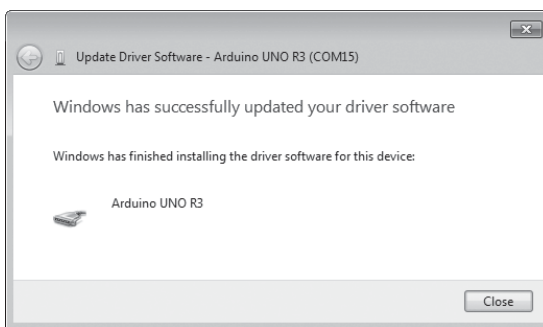 Update Driver Software - Arduino UNO R3 (COM15)
Windows has successfully updated your driver software
Windows has finished installing the driver software for this device:
Arduino UNO R3
Close